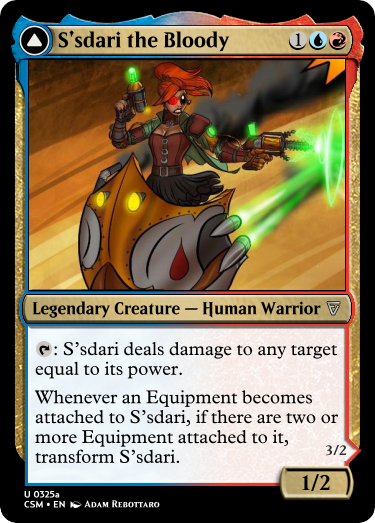 S'sdari the Bloody 1
Legendary Creature — Human Warrior
: S'sdari deals damage to any target
equal to its power.
Whenever an Equipment becomes
attached to S'sdari, if there are two or
more Equipment attached to it,
transform S'sdari.
3/2
1/2
U 0325a
CSM • EN Adam Rebottaro